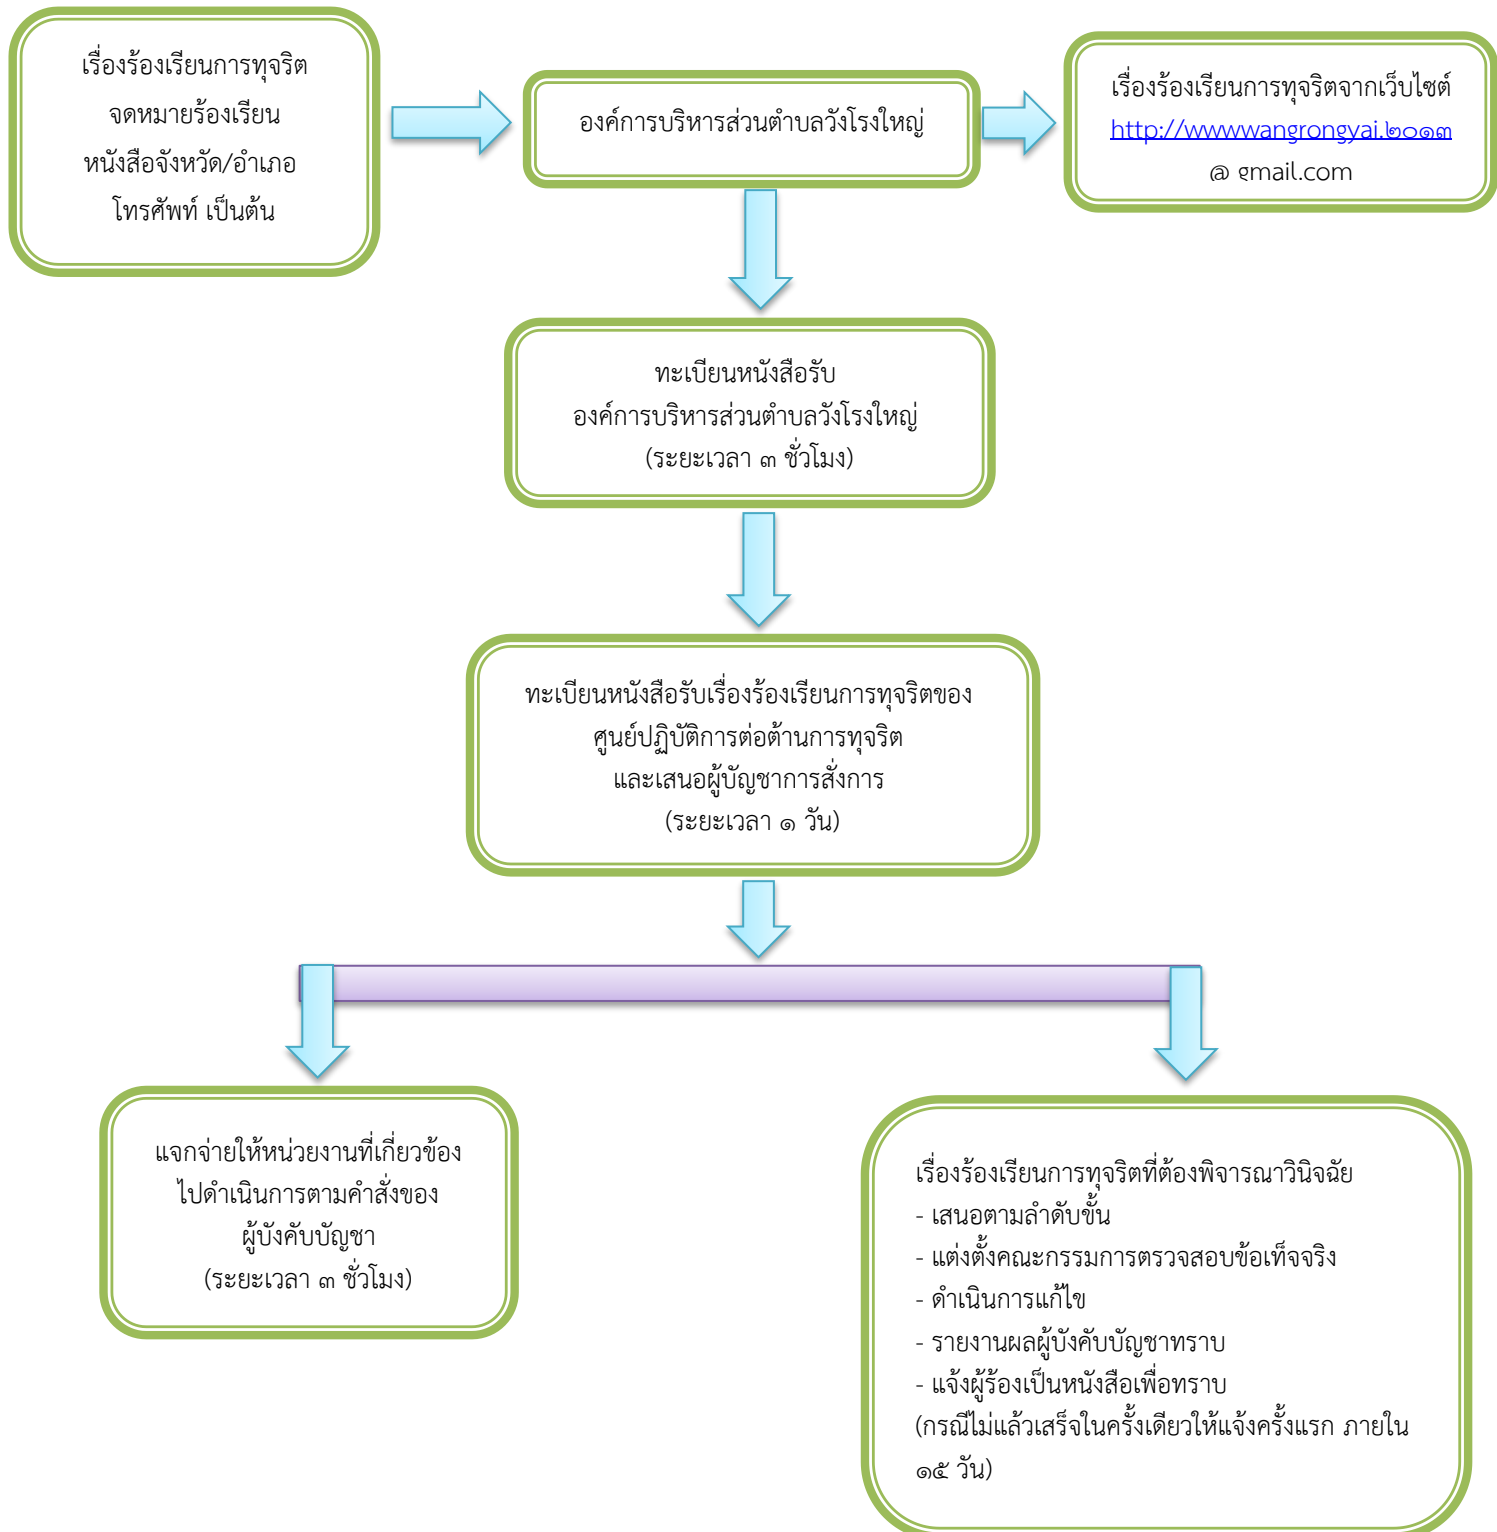 เรื่องร้องเรียนการทุจริต
จดหมายร้องเรียน
หนังสือจังหวัด/อำเภอ
โทรศัพท์ เป็นต้น
องค์การบริหารส่วนตำบลวังโรงใหญ่
เรื่องร้องเรียนการทุจริตจากเว็บไซต์
http://wwwwangrongyai.๒๐๑๓
@ gmail.com
ทะเบียนหนังสือรับ
องค์การบริหารส่วนตำบลวังโรงใหญ่
(ระยะเวลา ๓ ชั่วโมง)
ทะเบียนหนังสือรับเรื่องร้องเรียนการทุจริตของ
ศูนย์ปฏิบัติการต่อต้านการทุจริต
และเสนอผู้บัญชาการสั่งการ
(ระยะเวลา ๑ วัน)
แจกจ่ายให้หน่วยงานที่เกี่ยวข้อง
ไปดำเนินการตามคำสั่งของ
ผู้บังคับบัญชา
(ระยะเวลา ๓ ชั่วโมง)
เรื่องร้องเรียนการทุจริตที่ต้องพิจารณาวินิจฉัย
- เสนอตามลำดับขั้น
- แต่งตั้งคณะกรรมการตรวจสอบข้อเท็จจริง
- ดำเนินการแก้ไข
- รายงานผลผู้บังคับบัญชาทราบ
- แจ้งผู้ร้องเป็นหนังสือเพื่อทราบ
(กรณีไม่แล้วเสร็จในครั้งเดียวให้แจ้งครั้งแรก ภายใน
๑๕ วัน)